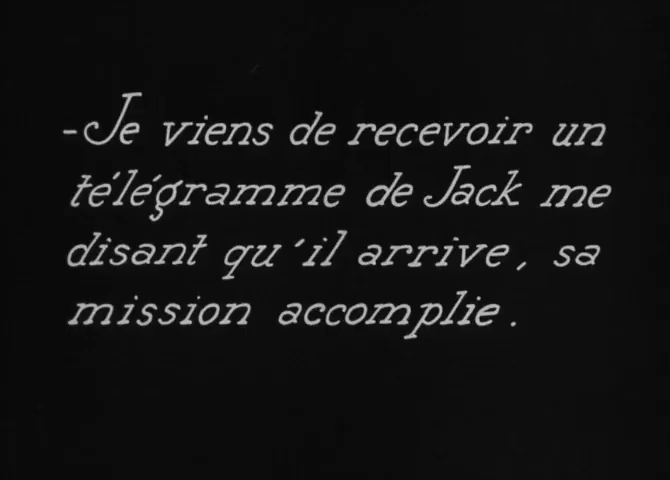 -Je viens de recevoir un
télégramme de Jack me
disant qu'il arrive, sa
mission accomplie.